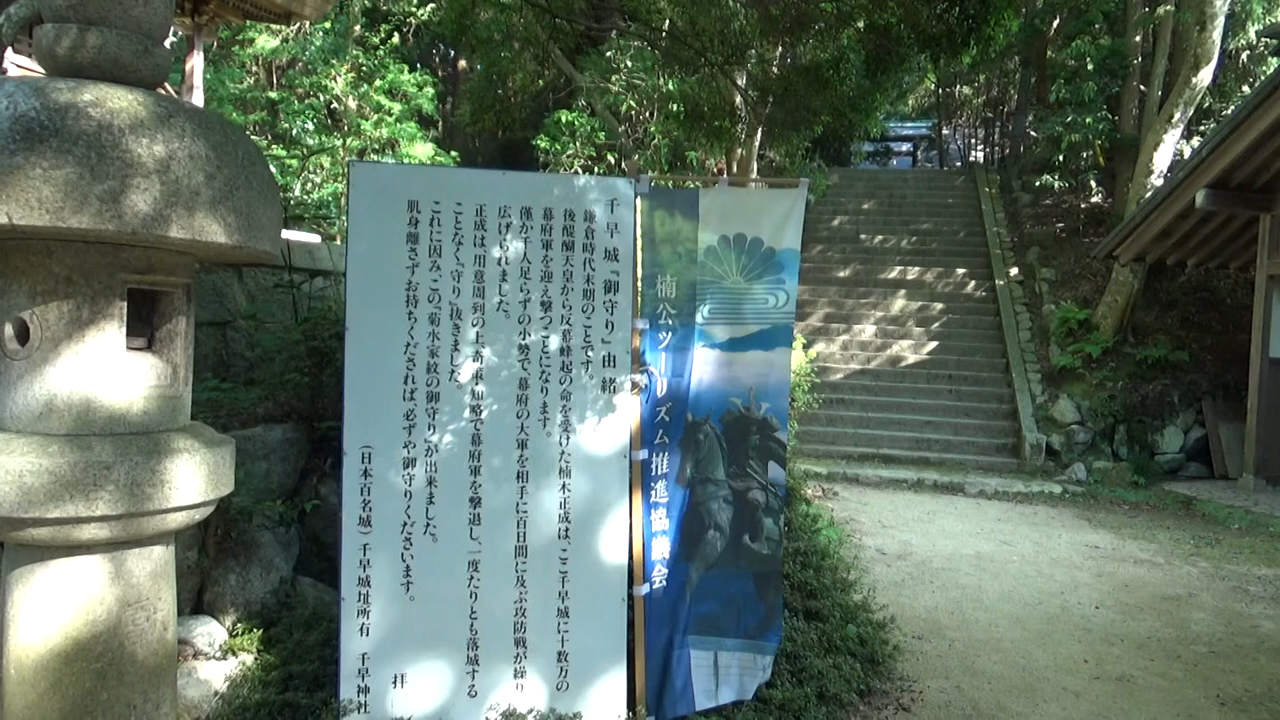 千早城『御守り』由緒
鎌倉時代末期のことです。
後醍醐天皇から反幕峰起の命を受けた楠木正成は、ここ千早城に十数万の
幕府軍を迎え撃つことになります。
僅か千人足らずの小勢で、幕府の大軍を相手に百日間に及ぶ攻防戦が繰り
広げられました。
正成は、用意周到の上、奇策・知略で幕府軍を撃退し、一度たりとも落城する
ことなく『守り』抜きました。
これに因み、この『菊水家紋の御守り』が出来ました。
肌身離さずお持ちくだされば、必ずや御守りくださいます。
拝
(日本百名城) 千早城址所有 千早神社
楠公ツーリズム推進協議会